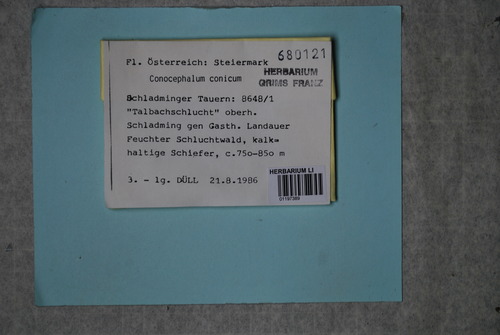 Fl. Österreich: Steiermark
680121
Conocephalum conicum
HERBARIUM
GRIMS FRANZ
Schladminger Tauern: 8648/1
"Talbachschlucht" oberh.
Schladming gen Gasth. Landauer
Feuchter Schluchtwald, kalk=
haltige Schiefer, c.750-850 m
3. - lg. DÜLL 21.8.1986
HERBARIUM LI
01197399